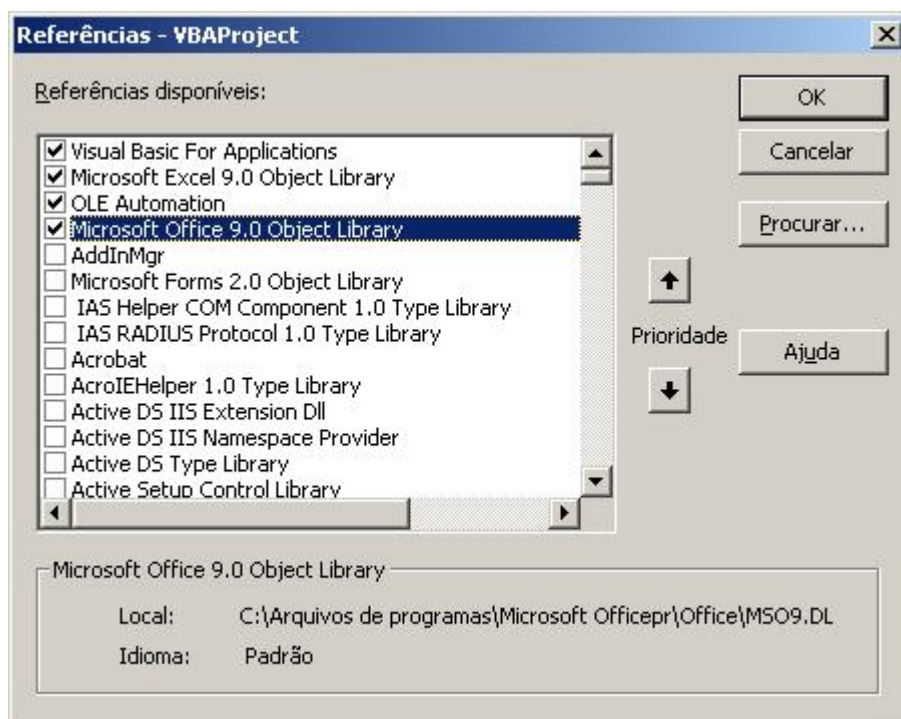 Referências - VBAProject
Referências disponíveis:
OK
Visual Basic For Applications
Microsoft Excel 9.0 Object Library
OLE Automation
Microsoft Office 9.0 Object Library
AddInMgr
Microsoft Forms 2.0 Object Library
IAS Helper COM Component 1.0 Type Library
IAS RADIUS Protocol 1.0 Type Library
Acrobat
AcroIEHelper 1.0 Type Library
Active DS IIS Extension Dll
Active DS IIS Namespace Provider
Active DS Type Library
Active Setup Control Library
Cancelar
Procurar...
Prioridade
Ajuda
Microsoft Office 9.0 Object Library
Local: C:\Arquivos de programas\Microsoft Officepr\Office\MSO9.DL
Idioma: Padrão